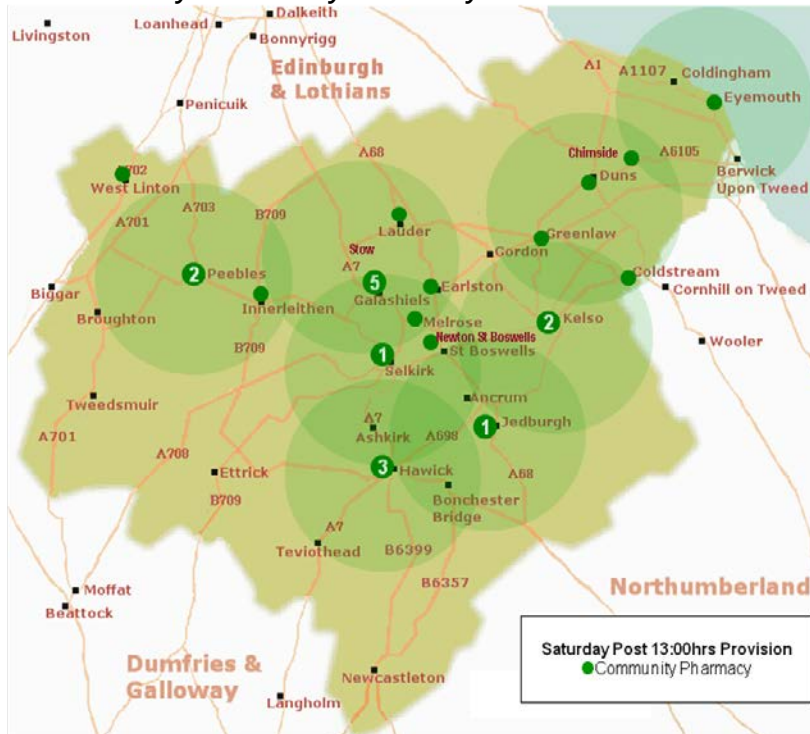 Dalkeith
Loanhead
Livingston
Bonnyrigg
Edinburgh
& Lothians
A1
A1107
Coldingham
Eyemouth
Penicuik
A68
Chirnside
A6105
Berwick
Upon Tweed
702
West Linton
Duns
A701
A703
B709
Lauder
Greenlaw
Stow
Gordon
A7
2
Peebles
5
Coldstream
Biggar
Galashiels
Earlston
Cornhill on Tweed
Innerleithen
Broughton
Melrose
2
Kelso
B709
1
Newton St Boswells
St Boswells
Wooler
Selkirk
Tweedsmuir
Ancrum
A7
1
Jedburgh
A701
A708
Ashkirk
A698
3
Hawick
A68
Ettrick
B709
Bonchester
Bridge
A7
Teviothead
B6399
B6357
Moffat
Beattock
Northumberland
Dumfries &
Galloway
Newcastleton
Langholm
Saturday Post 13:00hrs Provision
Community Pharmacy